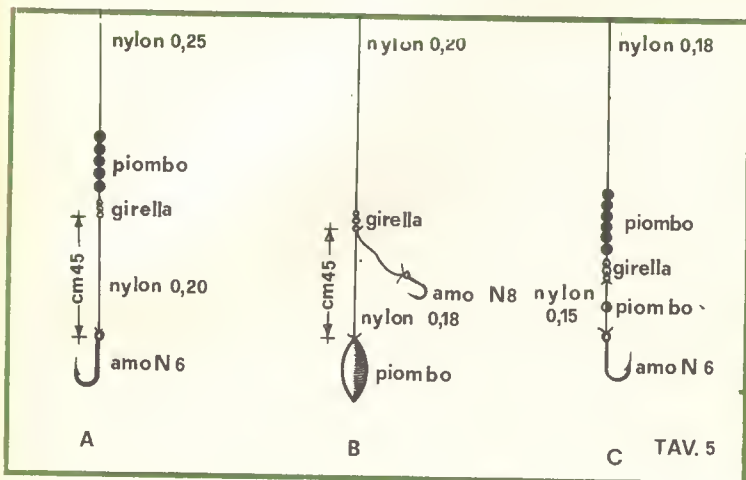 nylon 0,25
piombo
girella
cm45
nylon 0,20
amo N 6
A
nylon 0,20
girella
cm45
amo N8
nylon 0,18
piombo
B
nylon 0,18
piombo
girella
nylon 0,15
piombo
amo N 6
C
TAV. 5